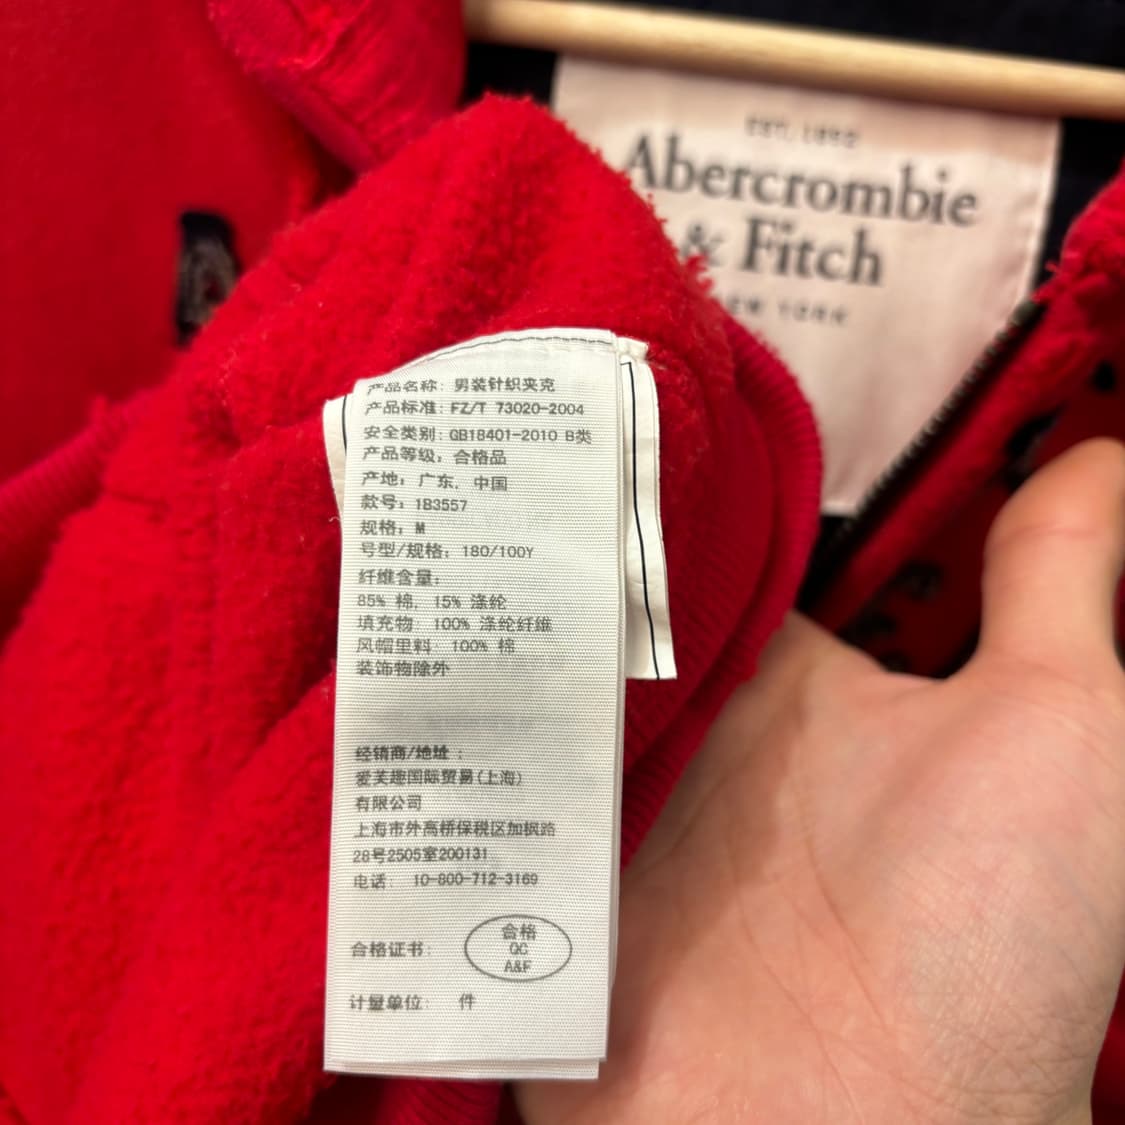 EST. 1892
Abercrombie
& Fitch
NEW YORK
产品名称: 男装针织夹克
产品标准: FZ/T 73020-2004
安全类别: GB18401-2010 B类
产品等级: 合格品
产地: 广东, 中国
款号: 1B3557
规格: M
号型/规格: 180/100Y
纤维含量:
85% 棉, 15% 涤纶
填充物: 100% 涤纶纤维
风帽里料: 100% 棉
装饰物除外
经销商/地址 :
爱芙趣国际贸易(上海)
有限公司
上海市外高桥保税区加枫路
28号2505室200131
电话: 10-800-712-3169
合格证书:
合格
QC
A&F
计量单位: 件